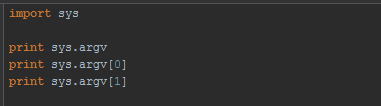 import sys
print sys.argv
print sys.argv[0]
print sys.argv[1]